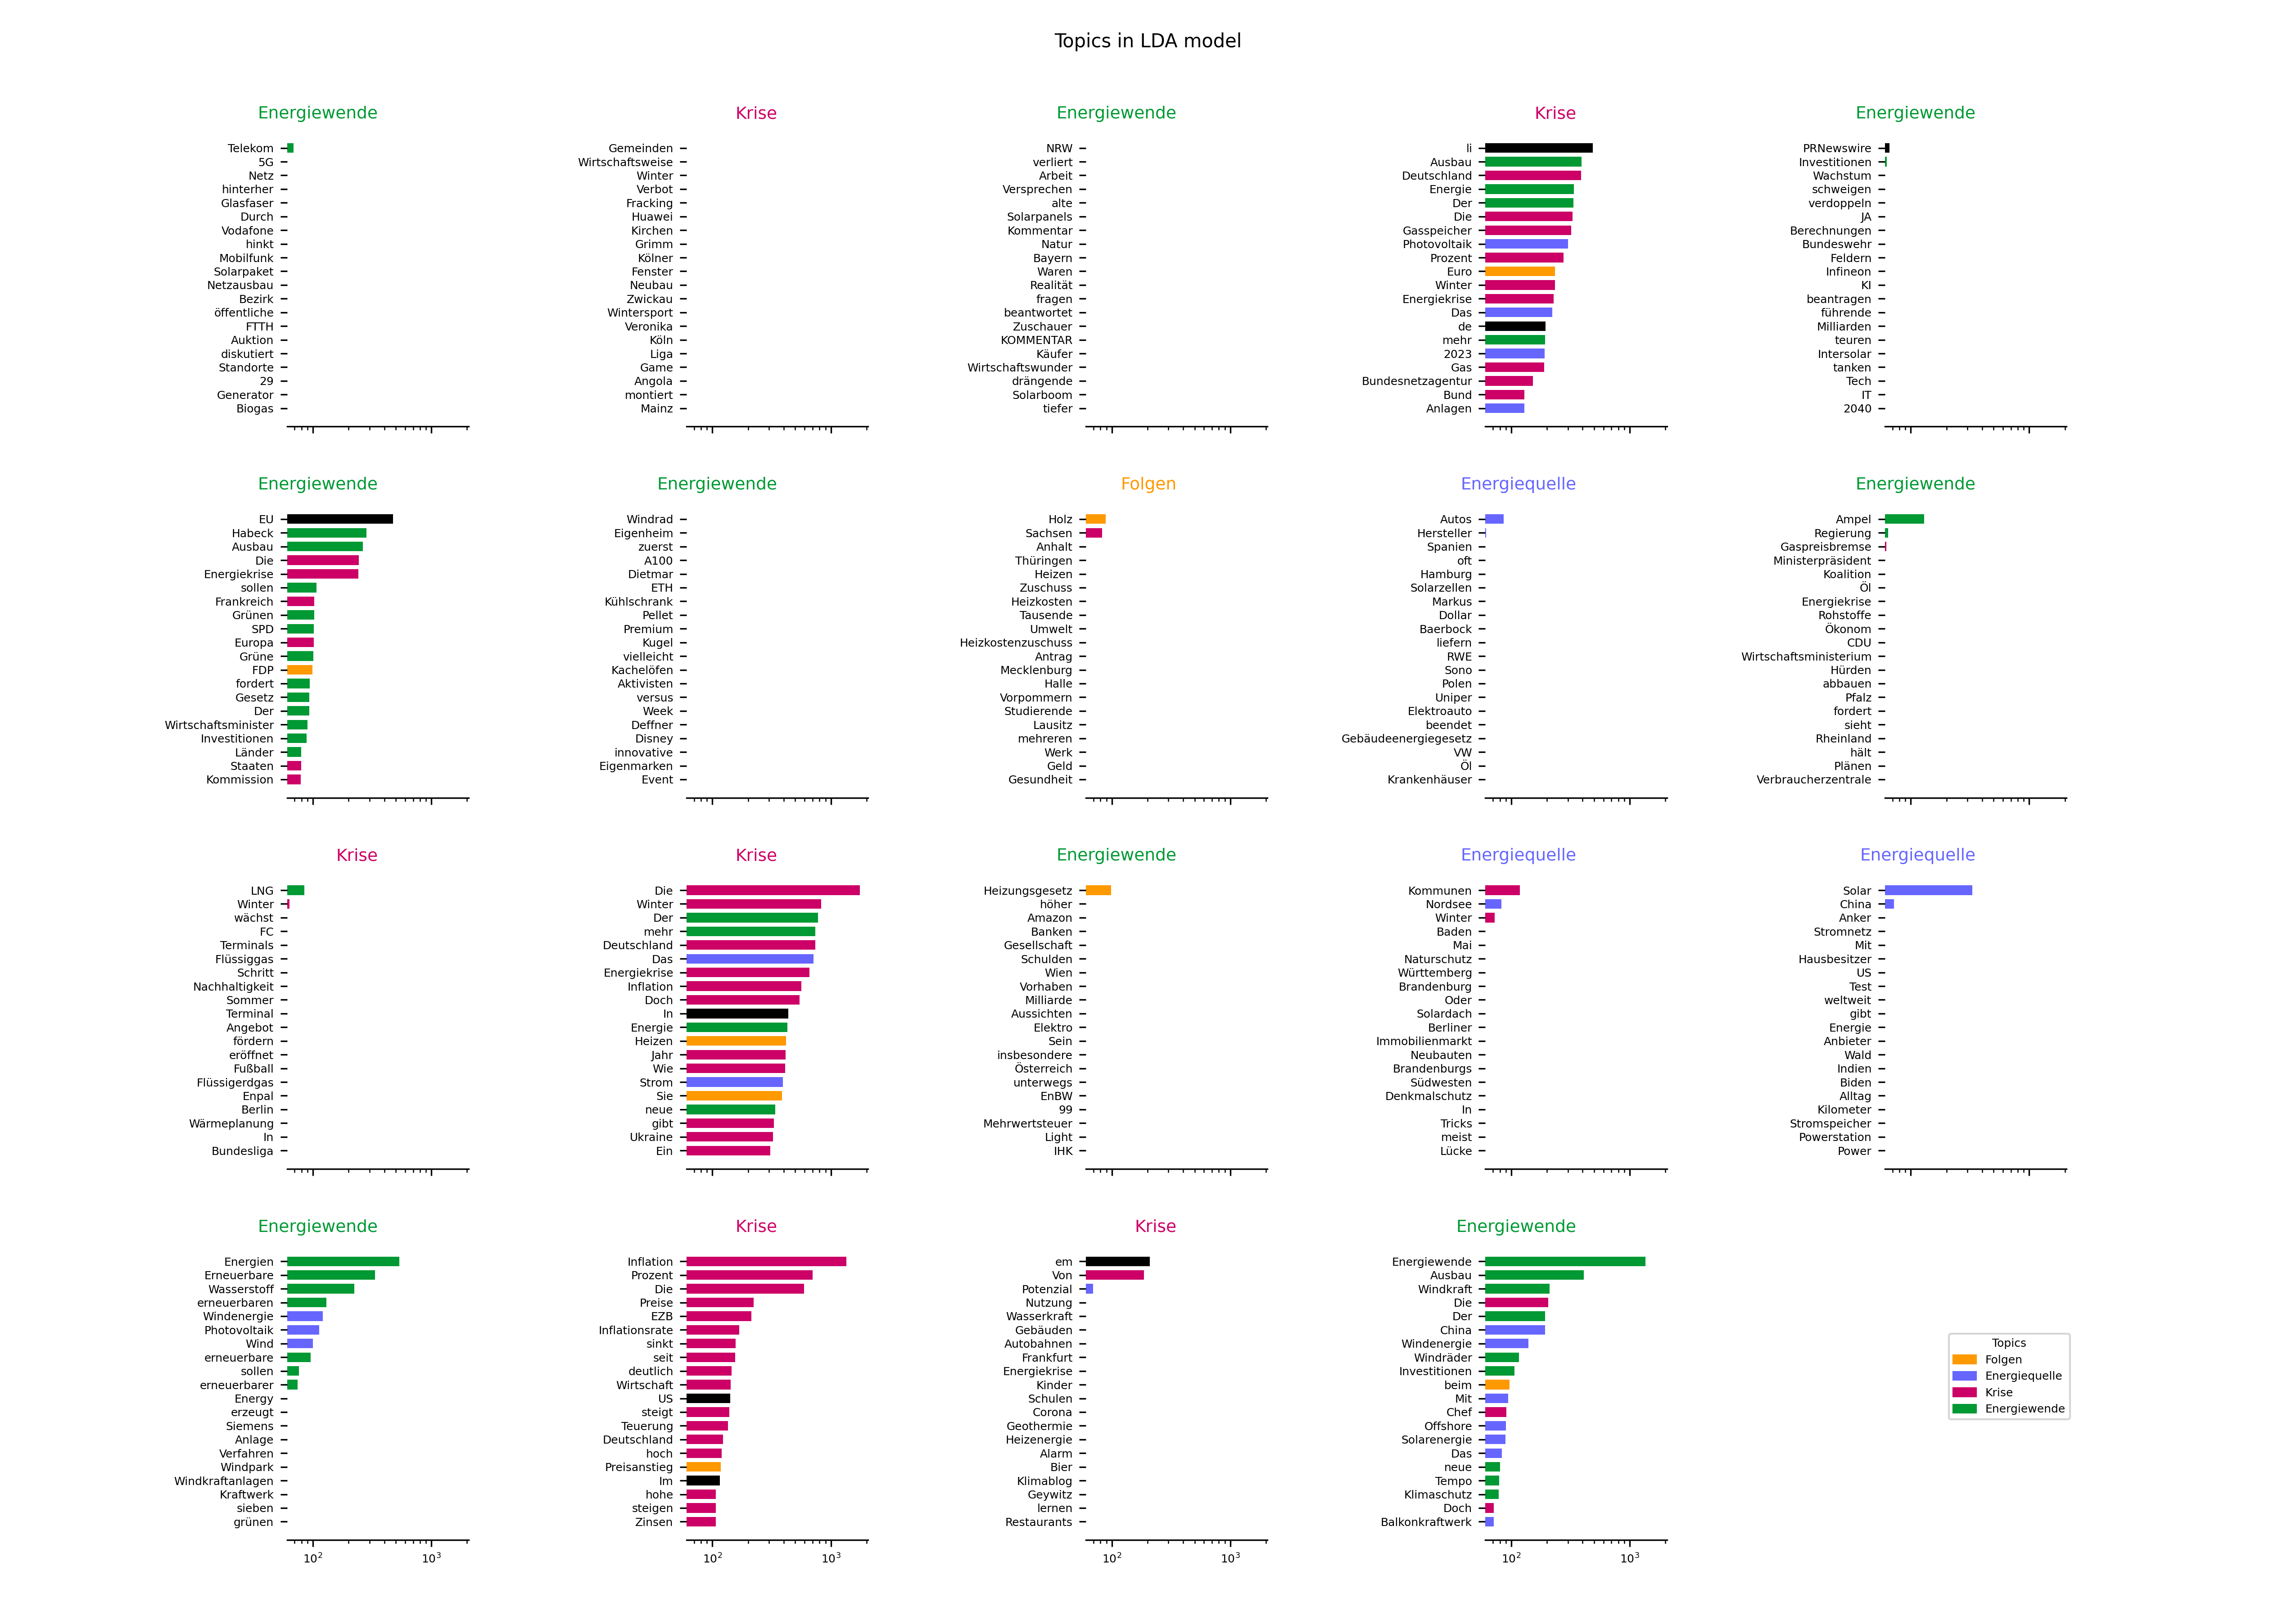 Topics in LDA model
Energiewende
Telekom
5G
Netz
hinterher
Glasfaser
Durch
Vodafone
hinkt
Mobilfunk
Solarpaket
Netzausbau
Bezirk
öffentliche
FTTH
Auktion
diskutiert
Standorte
29
Generator
Biogas
Krise
Gemeinden
Wirtschaftsweise
Winter
Verbot
Fracking
Huawei
Kirchen
Grimm
Kölner
Fenster
Neubau
Zwickau
Wintersport
Veronika
Köln
Liga
Game
Angola
montiert
Mainz
Energiewende
NRW
verliert
Arbeit
Versprechen
alte
Solarpanels
Kommentar
Natur
Bayern
Waren
Realität
fragen
beantwortet
Zuschauer
KOMMENTAR
Käufer
Wirtschaftswunder
drängende
Solarboom
tiefer
Krise
li
Ausbau
Deutschland
Energie
Der
Die
Gasspeicher
Photovoltaik
Prozent
Euro
Winter
Energiekrise
Das
de
mehr
2023
Gas
Bundesnetzagentur
Bund
Anlagen
Energiewende
PRNewswire
Investitionen
Wachstum
schweigen
verdoppeln
JA
Berechnungen
Bundeswehr
Feldern
Infineon
KI
beantragen
führende
Milliarden
teuren
Intersolar
tanken
Tech
IT
2040
Energiewende
EU
Habeck
Ausbau
Die
Energiekrise
sollen
Frankreich
Grünen
SPD
Europa
Grüne
FDP
fordert
Gesetz
Der
Wirtschaftsminister
Investitionen
Länder
Staaten
Kommission
Energiewende
Windrad
Eigenheim
zuerst
A100
Dietmar
ETH
Kühlschrank
Pellet
Premium
Kugel
vielleicht
Kachelöfen
Aktivisten
versus
Week
Deffner
Disney
innovative
Eigenmarken
Event
Folgen
Holz
Sachsen
Anhalt
Thüringen
Heizen
Zuschuss
Heizkosten
Tausende
Umwelt
Heizkostenzuschuss
Antrag
Mecklenburg
Halle
Vorpommern
Studierende
Lausitz
mehreren
Werk
Geld
Gesundheit
Energiequelle
Autos
Hersteller
Spanien
oft
Hamburg
Solarzellen
Markus
Dollar
Baerbock
liefern
RWE
Sono
Polen
Uniper
Elektroauto
beendet
Gebäudeenergiegesetz
VW
Öl
Krankenhäuser
Energiewende
Ampel
Regierung
Gaspreisbremse
Ministerpräsident
Koalition
Öl
Energiekrise
Rohstoffe
Ökonom
CDU
Wirtschaftsministerium
Hürden
abbauen
Pfalz
fordert
sieht
Rheinland
hält
Plänen
Verbraucherzentrale
Krise
LNG
Winter
wächst
FC
Terminals
Flüssiggas
Schritt
Nachhaltigkeit
Sommer
Terminal
Angebot
fördern
eröffnet
Fußball
Flüssigerdgas
Enpal
Berlin
Wärmeplanung
In
Bundesliga
Krise
Die
Winter
Der
mehr
Deutschland
Das
Energiekrise
Inflation
Doch
In
Energie
Heizen
Jahr
Wie
Strom
Sie
neue
gibt
Ukraine
Ein
Energiewende
Heizungsgesetz
höher
Amazon
Banken
Gesellschaft
Schulden
Wien
Vorhaben
Milliarde
Aussichten
Elektro
Sein
insbesondere
Österreich
unterwegs
EnBW
99
Mehrwertsteuer
Light
IHK
Energiequelle
Kommunen
Nordsee
Winter
Baden
Mai
Naturschutz
Württemberg
Brandenburg
Oder
Solardach
Berliner
Immobilienmarkt
Neubauten
Brandenburgs
Südwesten
Denkmalschutz
In
Tricks
meist
Lücke
Energiequelle
Solar
China
Anker
Stromnetz
Mit
Hausbesitzer
US
Test
weltweit
gibt
Energie
Anbieter
Wald
Indien
Biden
Alltag
Kilometer
Stromspeicher
Powerstation
Power
Energiewende
Energien
Erneuerbare
Wasserstoff
erneuerbaren
Windenergie
Photovoltaik
Wind
erneuerbare
sollen
erneuerbarer
Energy
erzeugt
Siemens
Anlage
Verfahren
Windpark
Windkraftanlagen
Kraftwerk
sieben
grünen
10² 10³
Krise
Inflation
Prozent
Die
Preise
EZB
Inflationsrate
sinkt
seit
deutlich
Wirtschaft
US
steigt
Teuerung
Deutschland
hoch
Preisanstieg
Im
hohe
steigen
Zinsen
10² 10³
Krise
em
Von
Potenzial
Nutzung
Wasserkraft
Gebäuden
Autobahnen
Frankfurt
Energiekrise
Kinder
Schulen
Corona
Geothermie
Heizenergie
Alarm
Bier
Klimablog
Geywitz
lernen
Restaurants
10² 10³
Energiewende
Energiewende
Ausbau
Windkraft
Die
Der
China
Windenergie
Windräder
Investitionen
beim
Mit
Chef
Offshore
Solarenergie
Das
neue
Tempo
Klimaschutz
Doch
Balkonkraftwerk
10² 10³
Topics
Folgen
Energiequelle
Krise
Energiewende